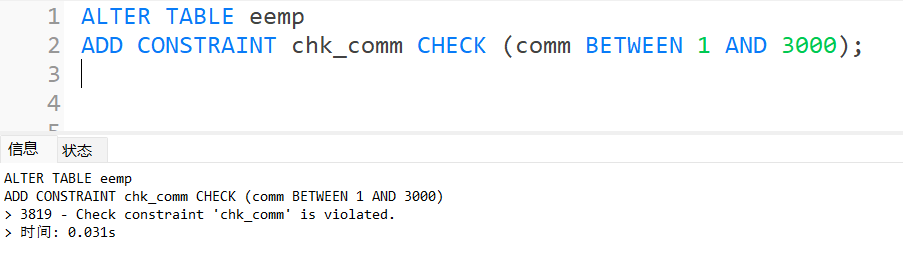 1 ALTER TABLE eemp
2 ADD CONSTRAINT chk_comm CHECK (comm BETWEEN 1 AND 3000);
3
4
5
信息 状态
ALTER TABLE eemp
ADD CONSTRAINT chk_comm CHECK (comm BETWEEN 1 AND 3000)
> 3819 - Check constraint 'chk_comm' is violated.
> 时间: 0.031s